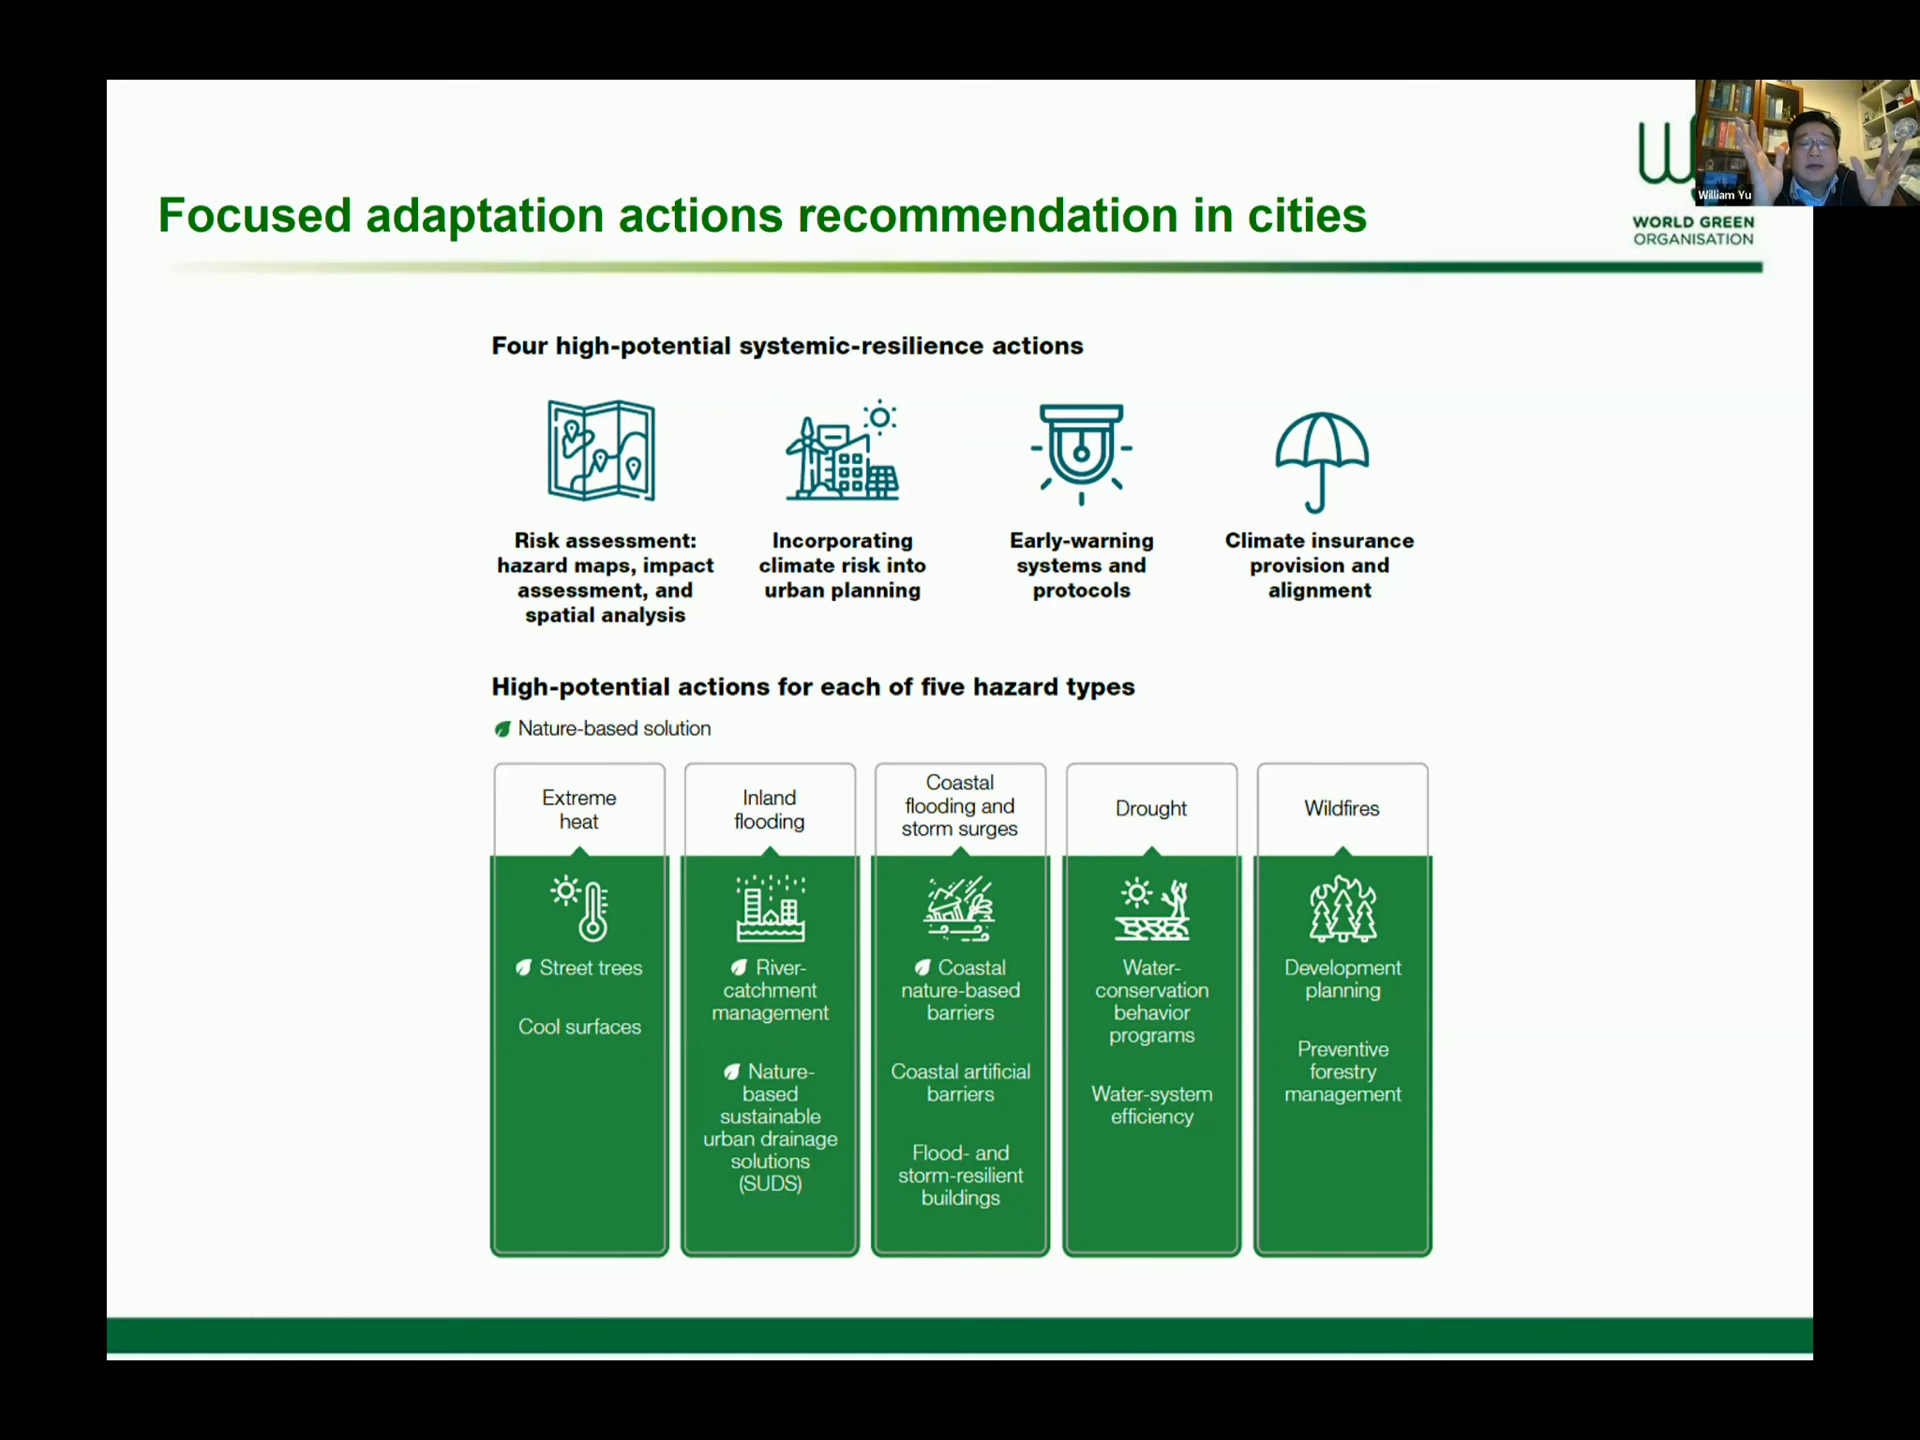 William Yu
WORLD GREEN
ORGANISATION
Focused adaptation actions recommendation in cities
Four high-potential systemic-resilience actions
Risk assessment:
hazard maps, impact
assessment, and
spatial analysis
Incorporating
climate risk into
urban planning
Early-warning
systems and
protocols
Climate insurance
provision and
alignment
High-potential actions for each of five hazard types
Nature-based solution
Extreme
heat
Street trees
Cool surfaces
Inland
flooding
River-
catchment
management
Nature-
based
sustainable
urban drainage
solutions
(SUDS)
Coastal
flooding and
storm surges
Coastal
nature-based
barriers
Coastal artificial
barriers
Flood- and
storm-resilient
buildings
Drought
Water-
conservation
behavior
programs
Water-system
efficiency
Wildfires
Development
planning
Preventive
forestry
management